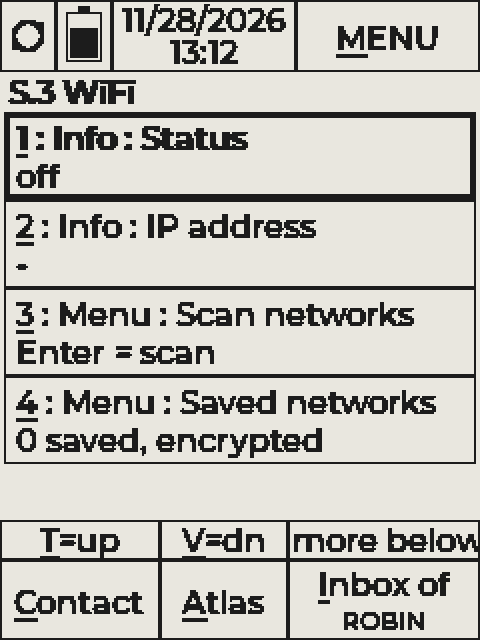 11/28/2026
13:12
MENU
S.3 WiFi
1 : Info : Status
off
2 : Info : IP address
-
3 : Menu : Scan networks
Enter = scan
4 : Menu : Saved networks
0 saved, encrypted
T=up
V=dn
more below
Contact
Atlas
Inbox of
ROBIN